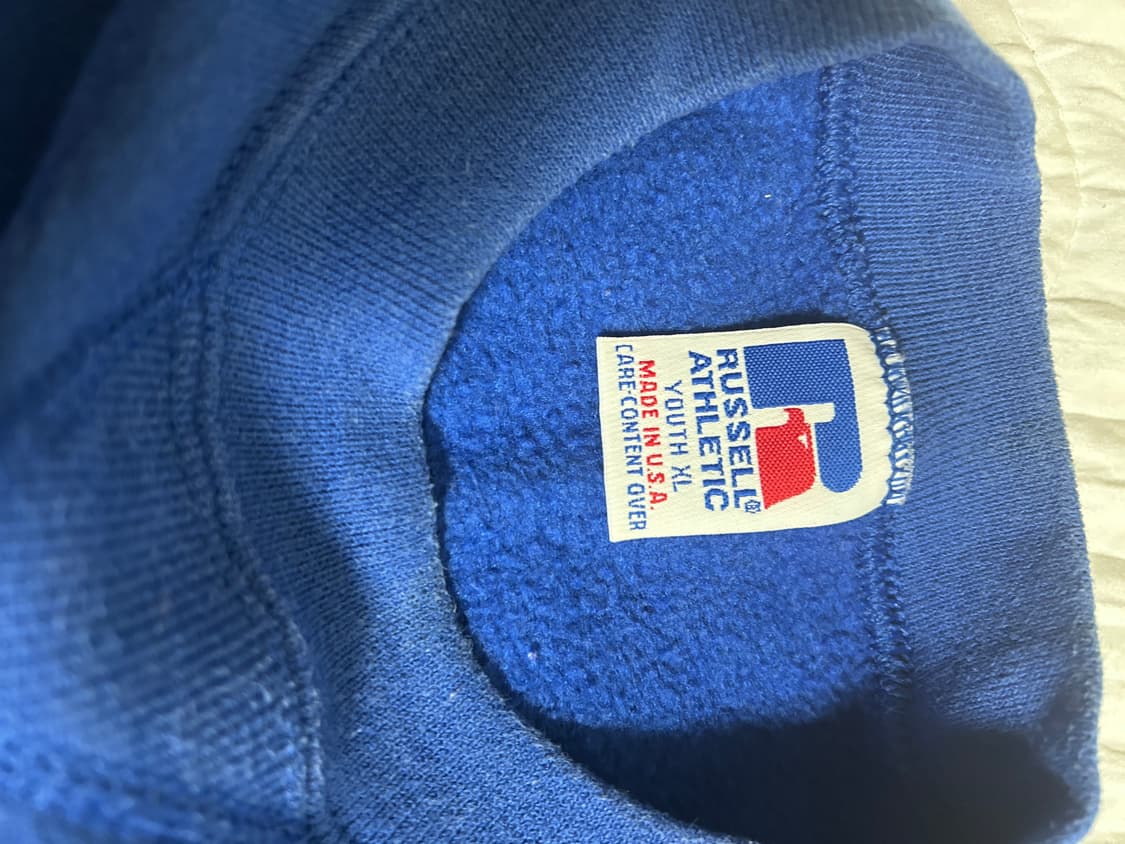 RUSSELL®
ATHLETIC
YOUTH XL
MADE IN U.S.A.
CARE·CONTENT OVER